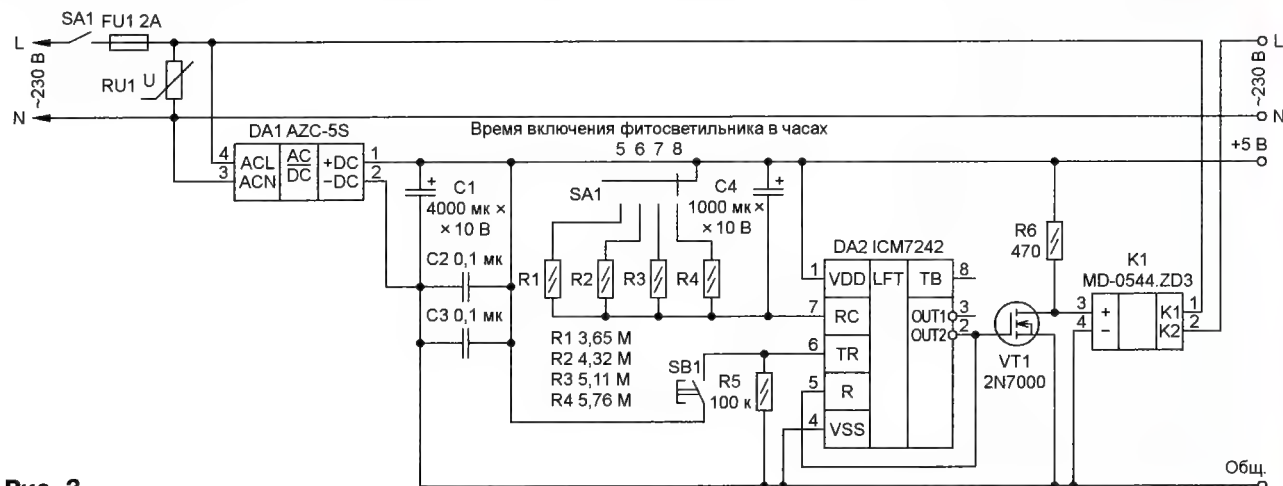 SA1 FU1 2A
L
~230 В
RU1 U
N
DA1 AZC-5S
4 ACL AC DC +DC 1
3 ACN −DC 2
Время включения фитосветильника в часах
5 6 7 8
SA1
C1
4000 мк ×
× 10 В
C2 0,1 мк
C3 0,1 мк
C4
1000 мк ×
× 10 В
R1 R2 R3 R4
R1 3,65 М
R2 4,32 М
R3 5,11 М
R4 5,76 М
SB1
R5
100 к
DA2 ICM7242
1 VDD LFT TB 8
7 RC OUT1 3
OUT2 2
6 TR
5 R
4 VSS
VT1
2N7000
R6
470
K1
MD-0544.ZD3
3 + K1 1
4 − K2 2
L
~230 В
N
+5 В
Общ.